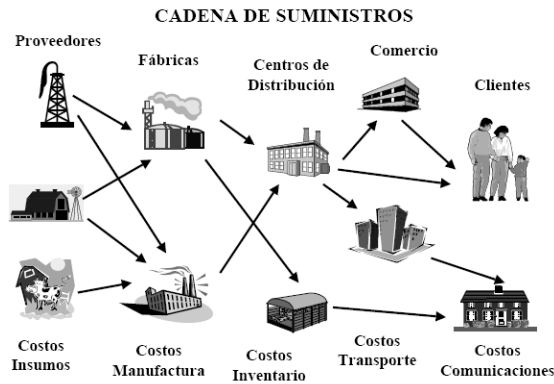 CADENA DE SUMINISTROS
Proveedores
Fábricas
Centros de
Distribución
Comercio
Clientes
Costos
Insumos
Costos
Manufactura
Costos
Inventario
Costos
Transporte
Costos
Comunicaciones